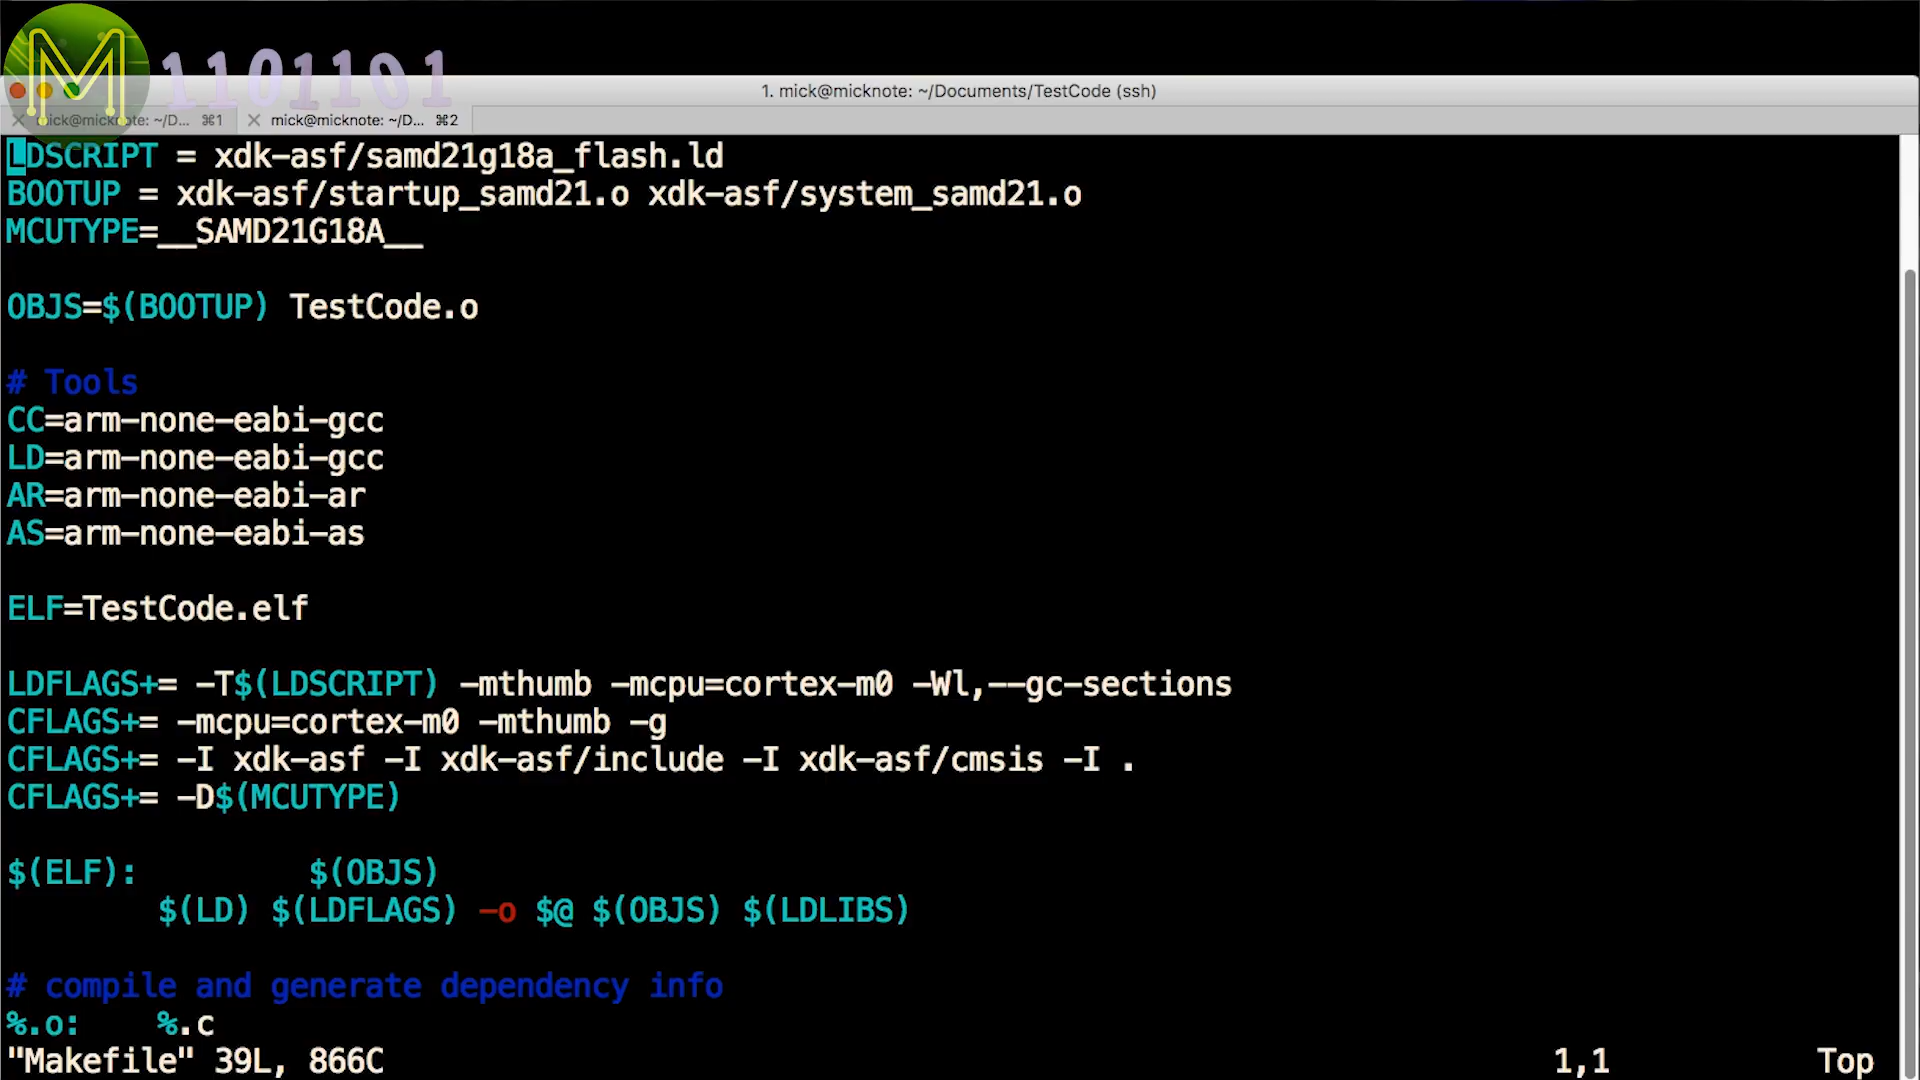 M 1101101
1. mick@micknote: ~/Documents/TestCode (ssh)
mick@micknote: ~/D... ⌘1 mick@micknote: ~/D... ⌘2
LDSCRIPT = xdk-asf/samd21g18a_flash.ld
BOOTUP = xdk-asf/startup_samd21.o xdk-asf/system_samd21.o
MCUTYPE=__SAMD21G18A__
OBJS=$(BOOTUP) TestCode.o
# Tools
CC=arm-none-eabi-gcc
LD=arm-none-eabi-gcc
AR=arm-none-eabi-ar
AS=arm-none-eabi-as
ELF=TestCode.elf
LDFLAGS+= -T$(LDSCRIPT) -mthumb -mcpu=cortex-m0 -Wl,--gc-sections
CFLAGS+= -mcpu=cortex-m0 -mthumb -g
CFLAGS+= -I xdk-asf -I xdk-asf/include -I xdk-asf/cmsis -I .
CFLAGS+= -D$(MCUTYPE)
$(ELF): $(OBJS)
$(LD) $(LDFLAGS) -o $@ $(OBJS) $(LDLIBS)
# compile and generate dependency info
%.o: %.c
"Makefile" 39L, 866C 1,1 Top